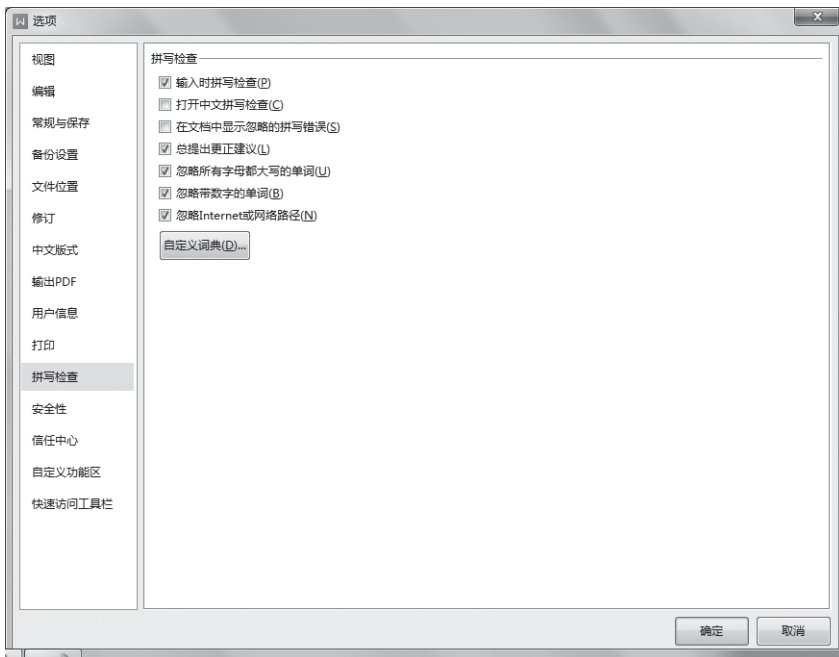 选项
视图
编辑
常规与保存
备份设置
文件位置
修订
中文版式
输出PDF
用户信息
打印
拼写检查
安全性
信任中心
自定义功能区
快速访问工具栏
拼写检查
输入时拼写检查(P)
打开中文拼写检查(C)
在文档中显示忽略的拼写错误(S)
总提出更正建议(L)
忽略所有字母都大写的单词(U)
忽略带数字的单词(B)
忽略Internet或网络路径(N)
自定义词典(D)...
确定
取消